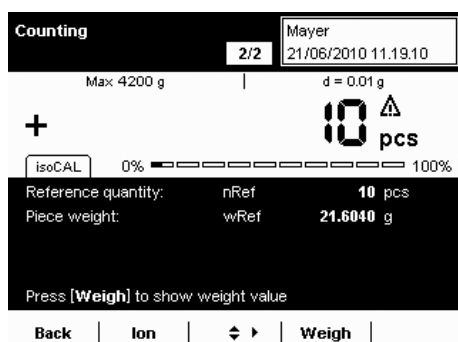 Counting
2/2
Mayer
21/06/2010 11.19.10
Max 4200 g | d = 0.01 g
+ 10 pcs
isoCAL 0% 100%
Reference quantity: nRef 10 pcs
Piece weight: wRef 21.6040 g
Press [Weigh] to show weight value
Back | Ion | | Weigh |